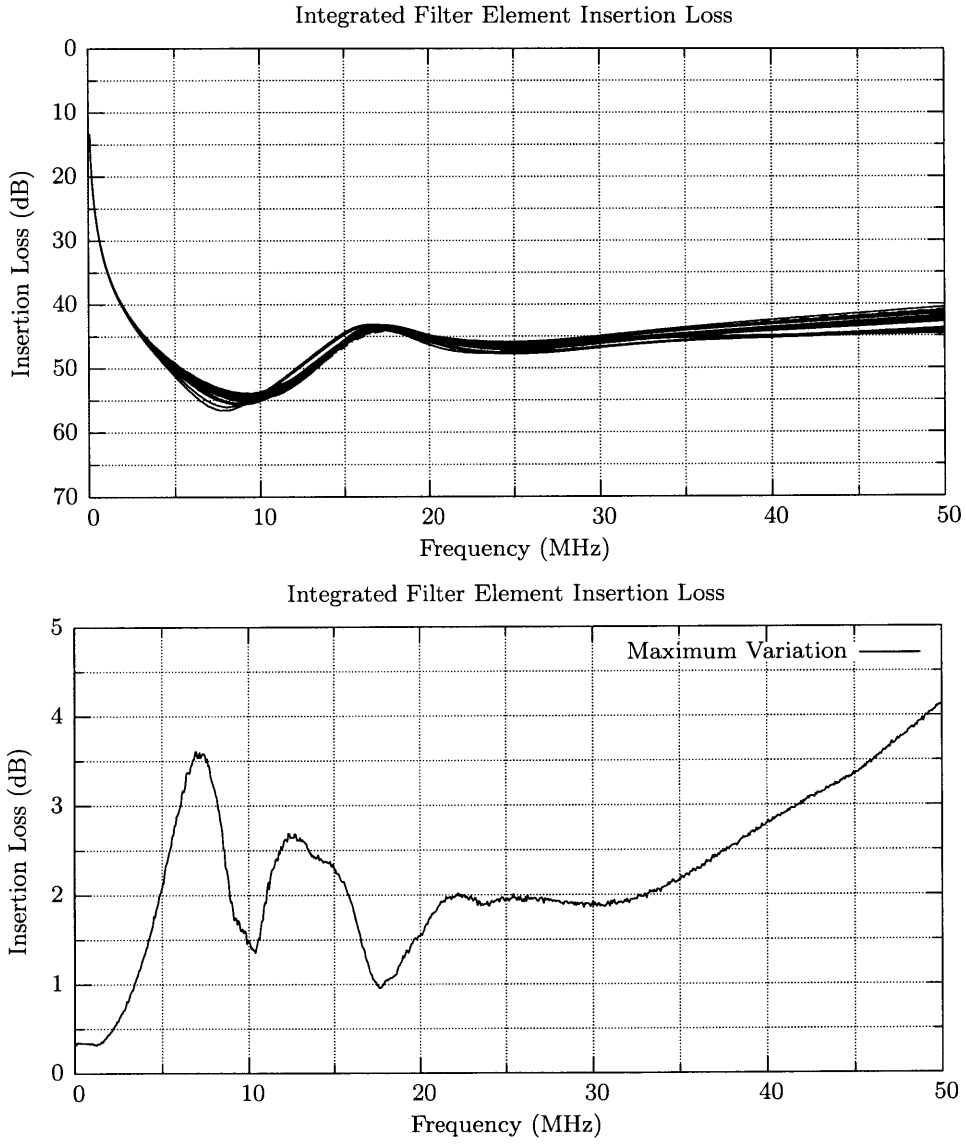 Integrated Filter Element Insertion Loss
0
10
20
30
40
50
60
70
Insertion Loss (dB)
0 10 20 30 40 50
Frequency (MHz)
Integrated Filter Element Insertion Loss
5
4
3
2
1
0
Insertion Loss (dB)
Maximum Variation
0 10 20 30 40 50
Frequency (MHz)